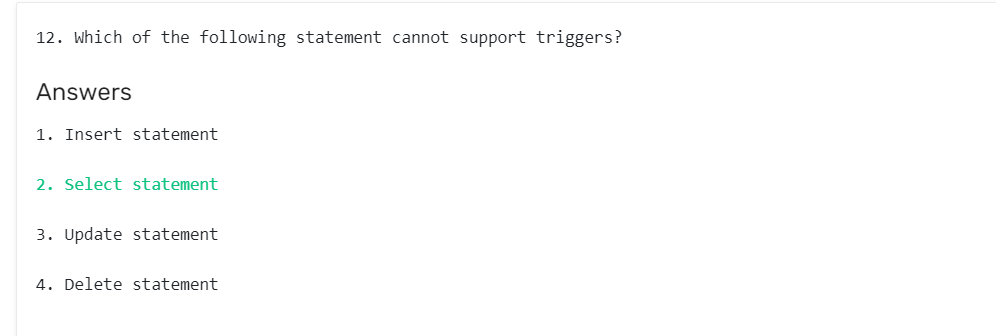 12. Which of the following statement cannot support triggers?
Answers
1. Insert statement
2. Select statement
3. Update statement
4. Delete statement